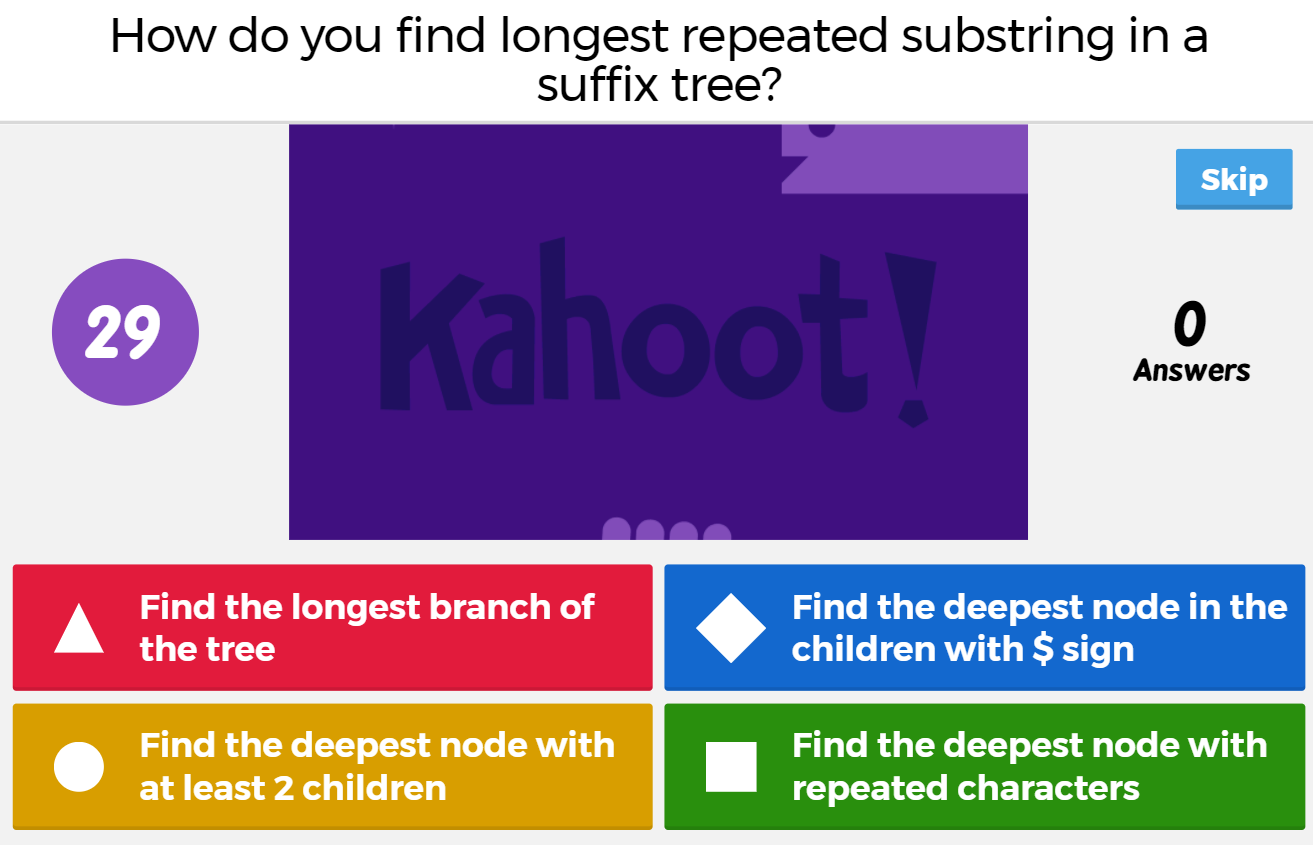 How do you find longest repeated substring in a
suffix tree?
Skip
29
Kahoot!
0
Answers
Find the longest branch of
the tree
Find the deepest node in the
children with $ sign
Find the deepest node with
at least 2 children
Find the deepest node with
repeated characters